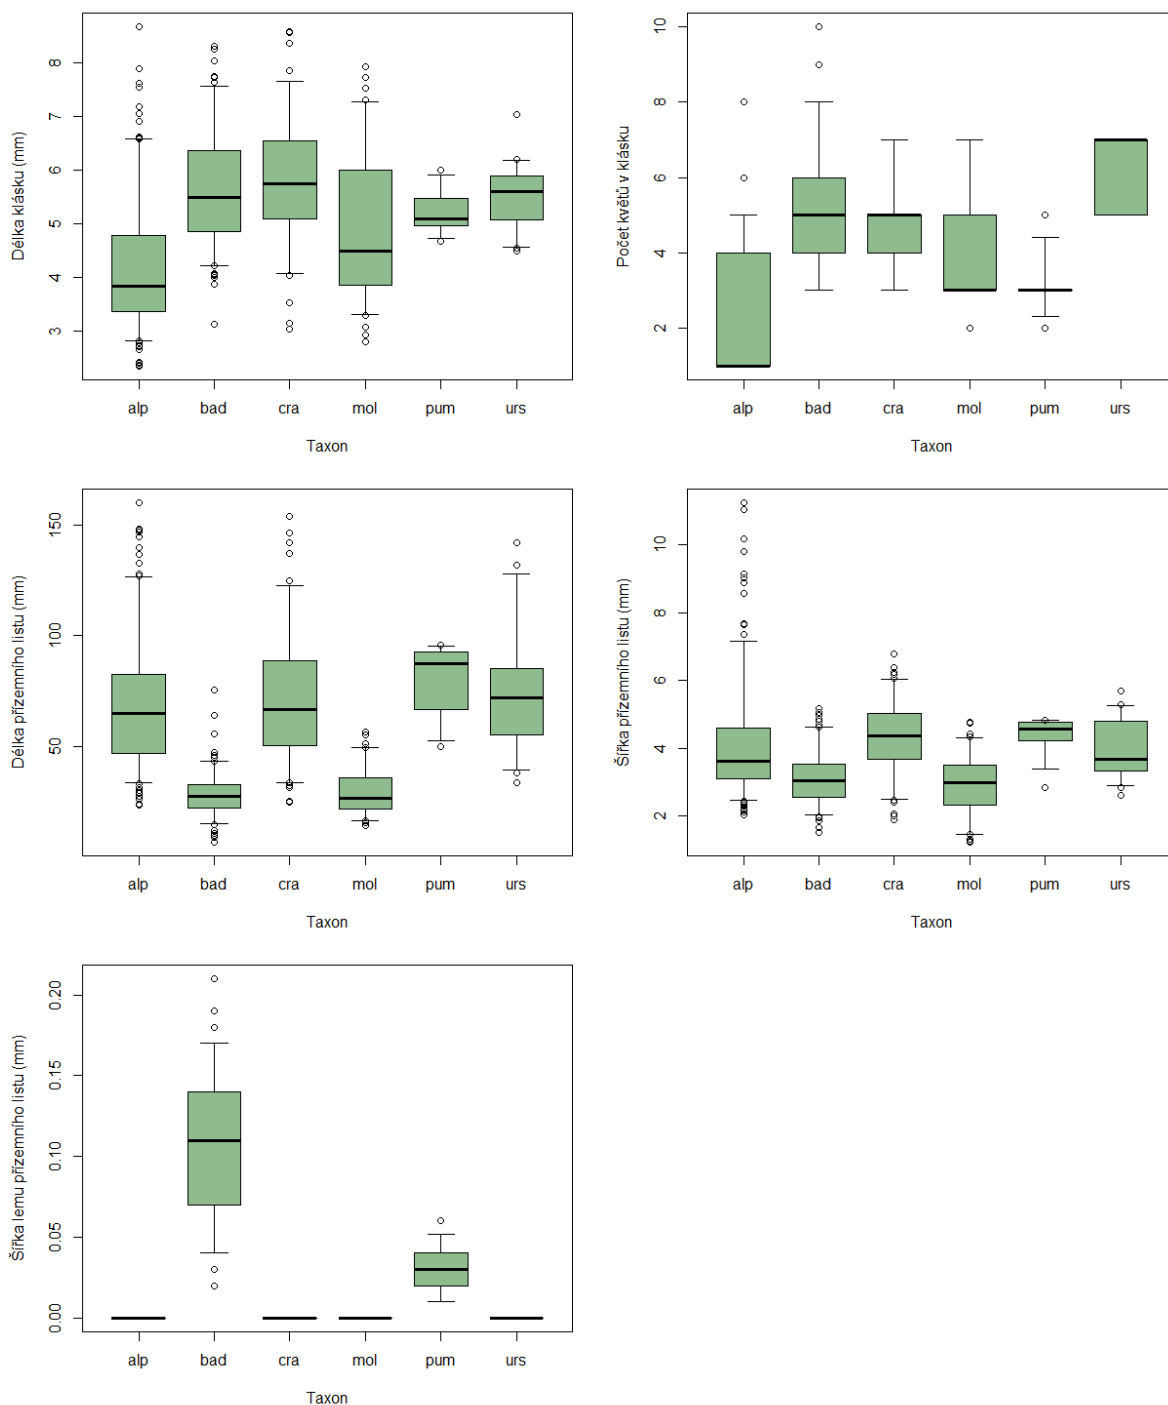 Délka klásku (mm)
8
7
6
5
4
3
alp bad cra mol pum urs
Taxon
Počet květů v klásku
10
8
6
4
2
alp bad cra mol pum urs
Taxon
Délka přízemního listu (mm)
150
100
50
alp bad cra mol pum urs
Taxon
Šířka přízemního listu (mm)
10
8
6
4
2
alp bad cra mol pum urs
Taxon
Šířka lemu přízemního listu (mm)
0.20
0.15
0.10
0.05
0.00
alp bad cra mol pum urs
Taxon